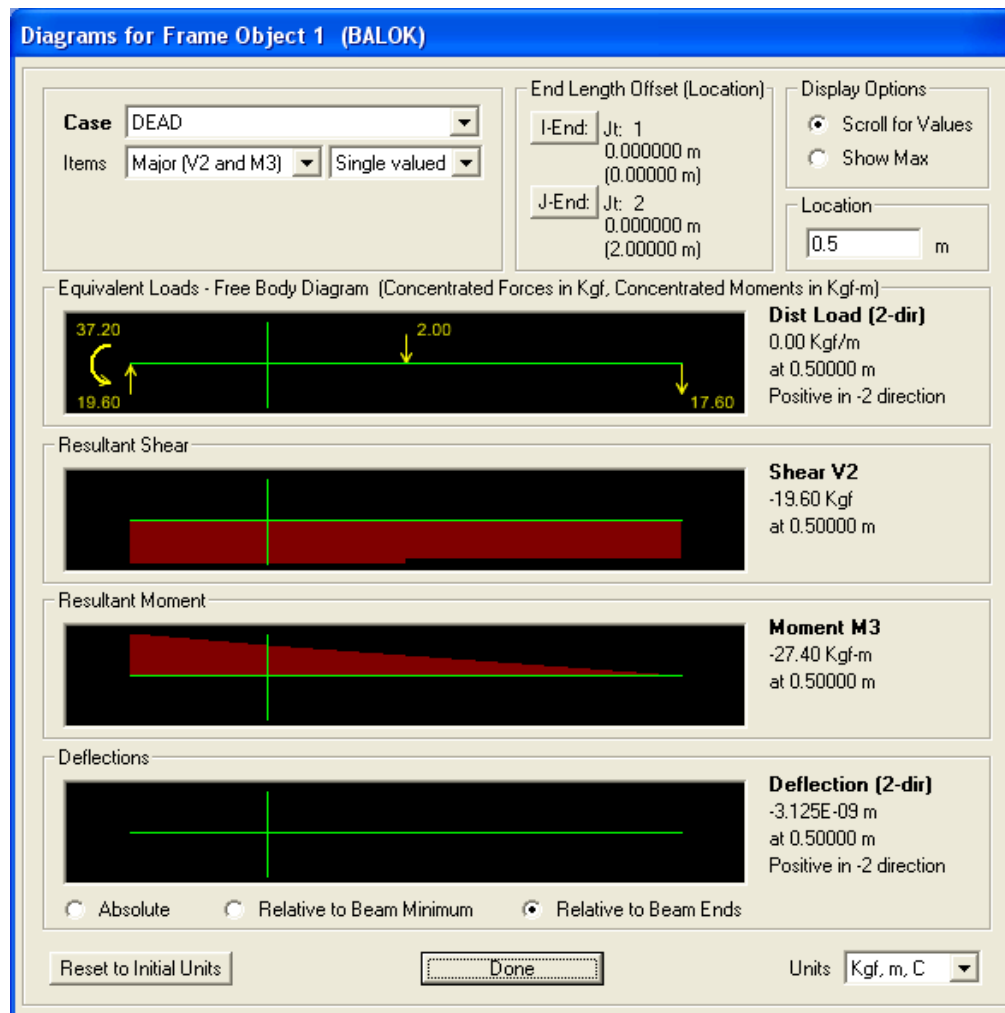 Diagrams for Frame Object 1 (BALOK)
Case DEAD
Items Major (V2 and M3) Single valued
End Length Offset (Location)
I-End: Jt: 1
0.000000 m
(0.00000 m)
J-End: Jt: 2
0.000000 m
(2.00000 m)
Display Options
Scroll for Values
Show Max
Location
0.5 m
Equivalent Loads - Free Body Diagram (Concentrated Forces in Kgf, Concentrated Moments in Kgf-m)
37.20
2.00
19.60
17.60
Dist Load (2-dir)
0.00 Kgf/m
at 0.50000 m
Positive in -2 direction
Resultant Shear
Shear V2
-19.60 Kgf
at 0.50000 m
Resultant Moment
Moment M3
-27.40 Kgf-m
at 0.50000 m
Deflections
Deflection (2-dir)
-3.125E-09 m
at 0.50000 m
Positive in -2 direction
Absolute Relative to Beam Minimum Relative to Beam Ends
Reset to Initial Units Done Units Kgf, m, C